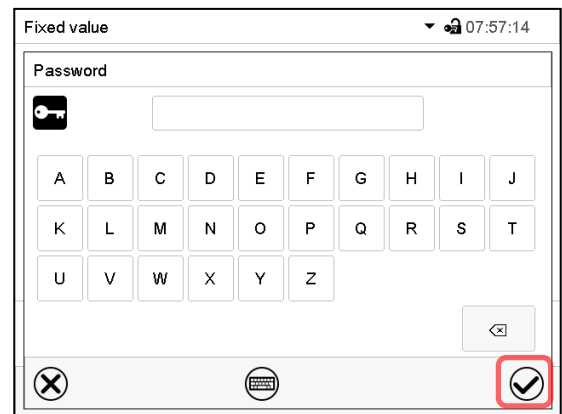 Fixed value 07:57:14
Password
A B C D E F G H I J
K L M N O P Q R S T
U V W X Y Z